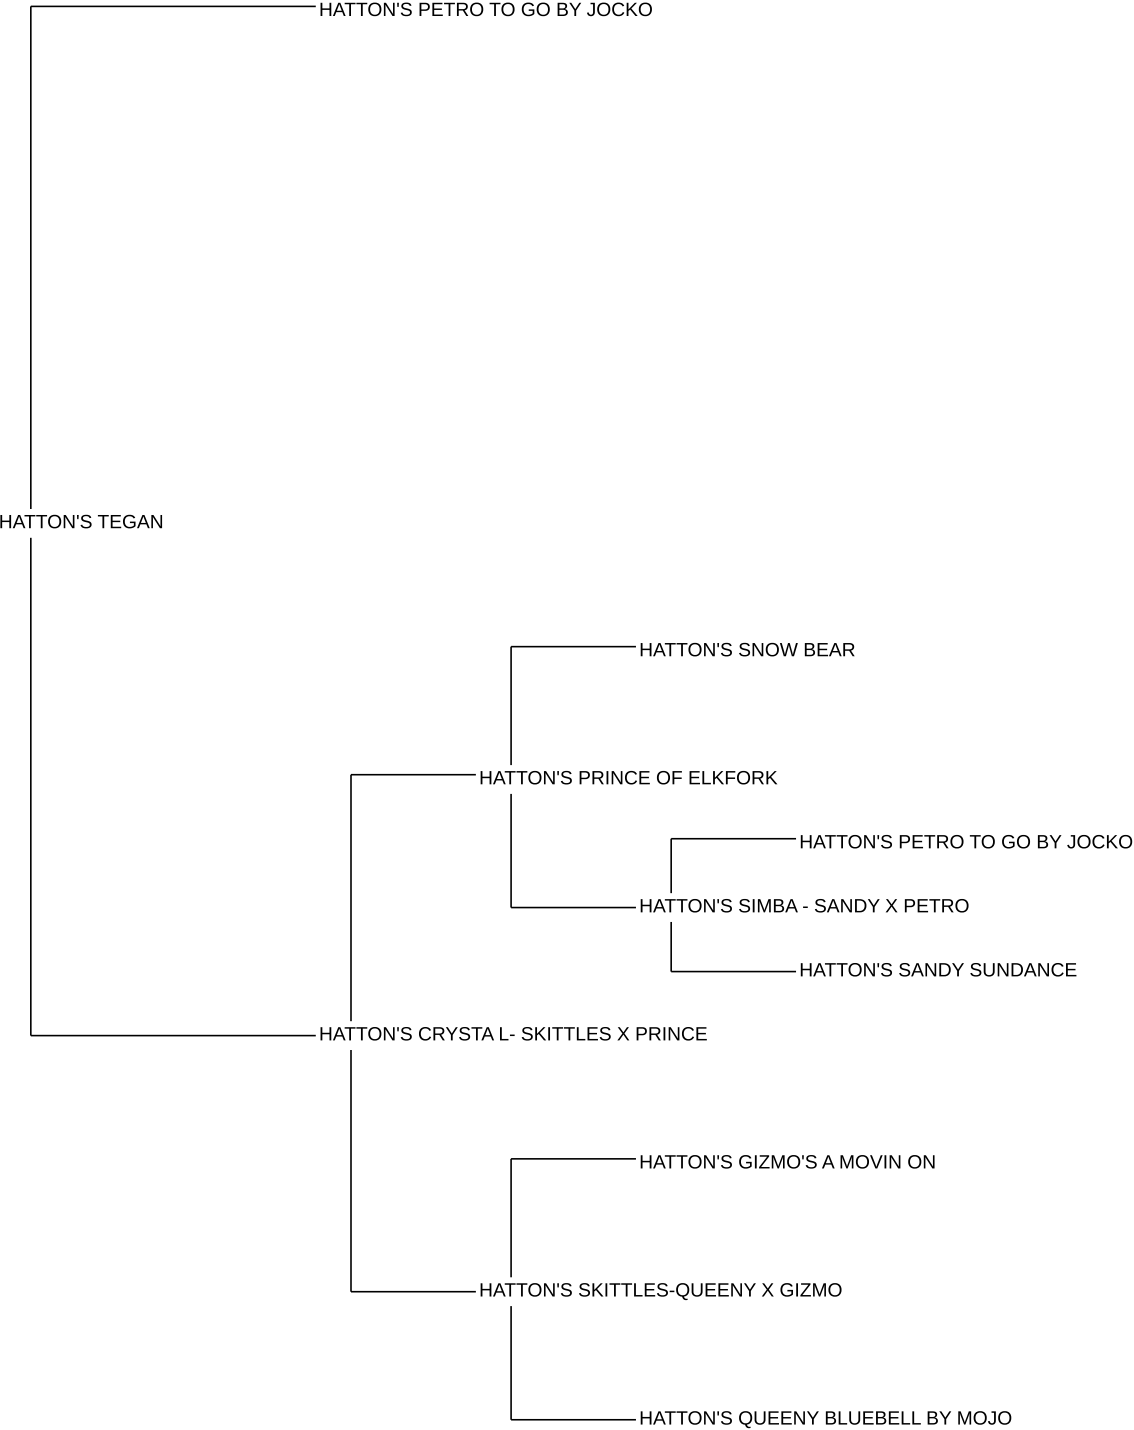 HATTON'S PETRO TO GO BY JOCKO
HATTON'S TEGAN
HATTON'S SNOW BEAR
HATTON'S PRINCE OF ELKFORK
HATTON'S PETRO TO GO BY JOCKO
HATTON'S SIMBA - SANDY X PETRO
HATTON'S SANDY SUNDANCE
HATTON'S CRYSTA L- SKITTLES X PRINCE
HATTON'S GIZMO'S A MOVIN ON
HATTON'S SKITTLES-QUEENY X GIZMO
HATTON'S QUEENY BLUEBELL BY MOJO